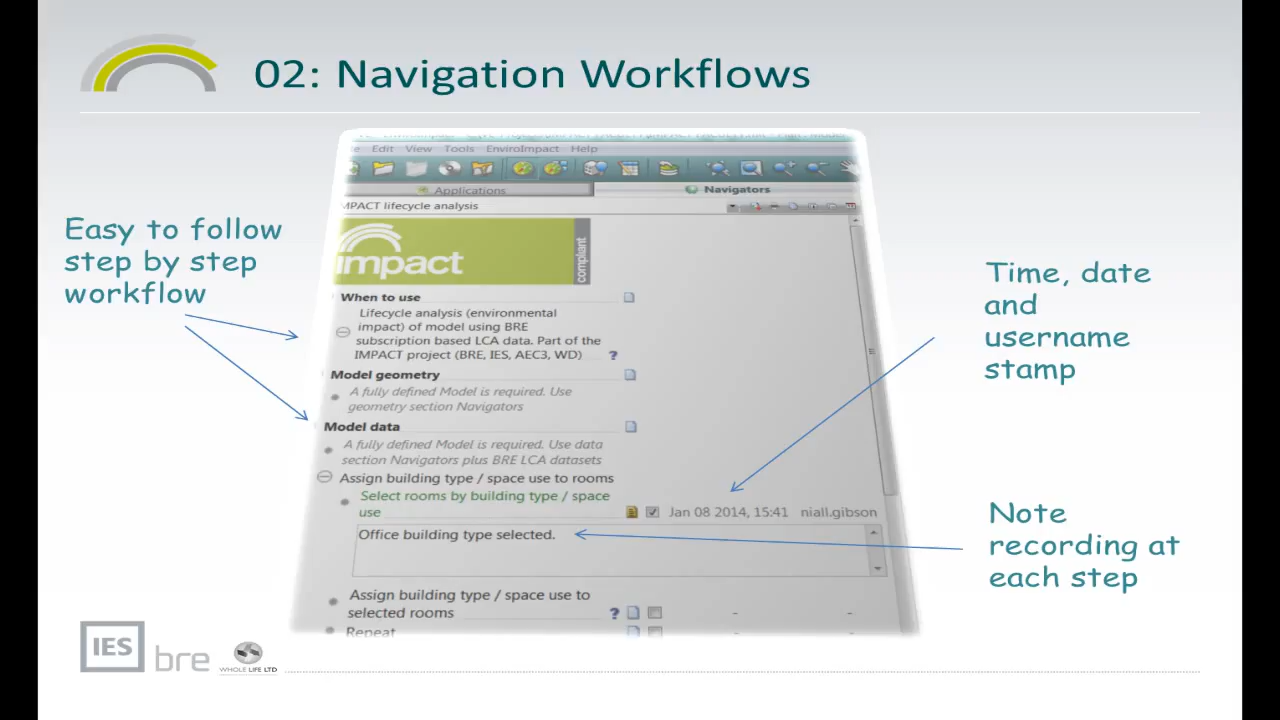 02: Navigation Workflows
Edit View Tools EnviroImpact Help
Applications
Navigators
MPACT lifecycle analysis
impact
compliant
When to use
Lifecycle analysis (environmental
impact) of model using BRE
subscription based LCA data. Part of the
IMPACT project (BRE, IES, AEC3, WD)
?
Model geometry
A fully defined Model is required. Use
geometry section Navigators
Model data
A fully defined Model is required. Use data
section Navigators plus BRE LCA datasets
Assign building type / space use to rooms
Select rooms by building type / space
use
Jan 08 2014, 15:41 niall.gibson
Office building type selected.
Assign building type / space use to
selected rooms
? - -
Repeat
Easy to follow
step by step
workflow
Time, date
and
username
stamp
Note
recording at
each step
IES
bre
WHOLE LIFE LTD